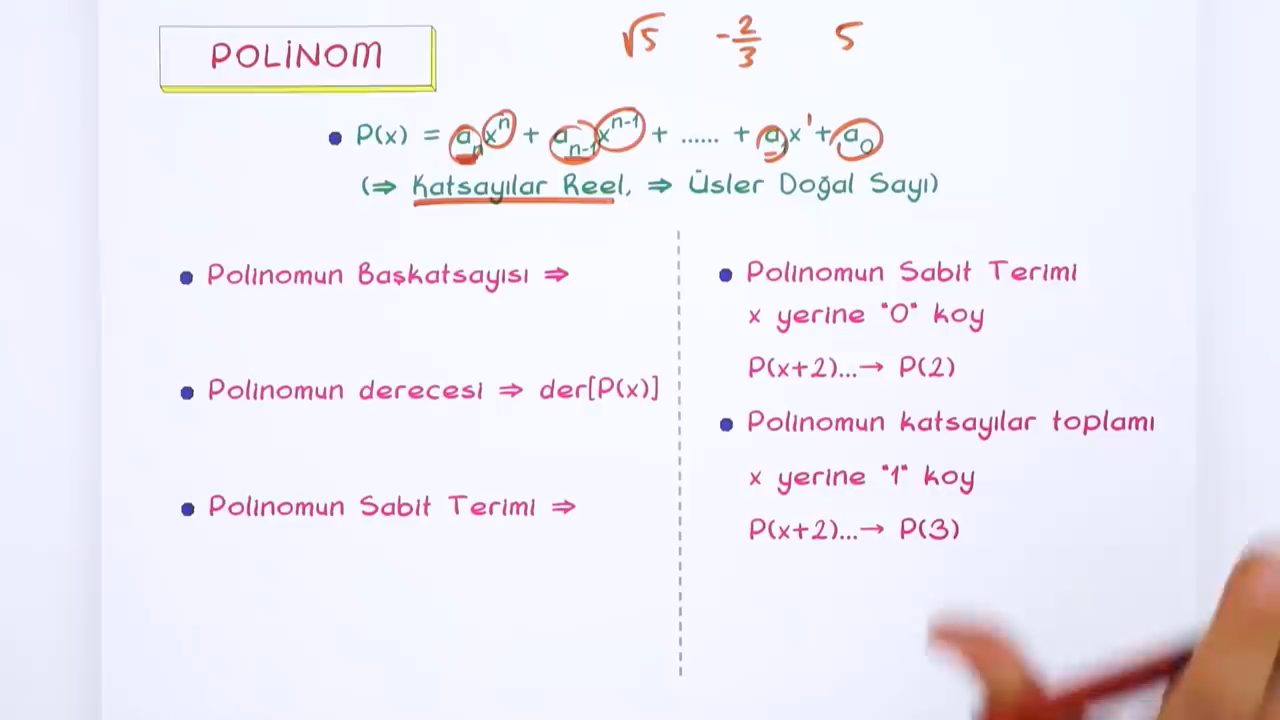 √5 -2/3 5
POLİNOM
• P(x) = aₙxⁿ + aₙ₋₁xⁿ⁻¹ + ...... + a₁x¹ + a₀
(⇒ Katsayılar Reel, ⇒ Üsler Doğal Sayı)
• Polinomun Başkatsayısı ⇒
• Polinomun derecesi ⇒ der[P(x)]
• Polinomun Sabit Terimi ⇒
• Polinomun Sabit Terimi
x yerine "0" koy
P(x+2)...→ P(2)
• Polinomun katsayılar toplamı
x yerine "1" koy
P(x+2)...→ P(3)